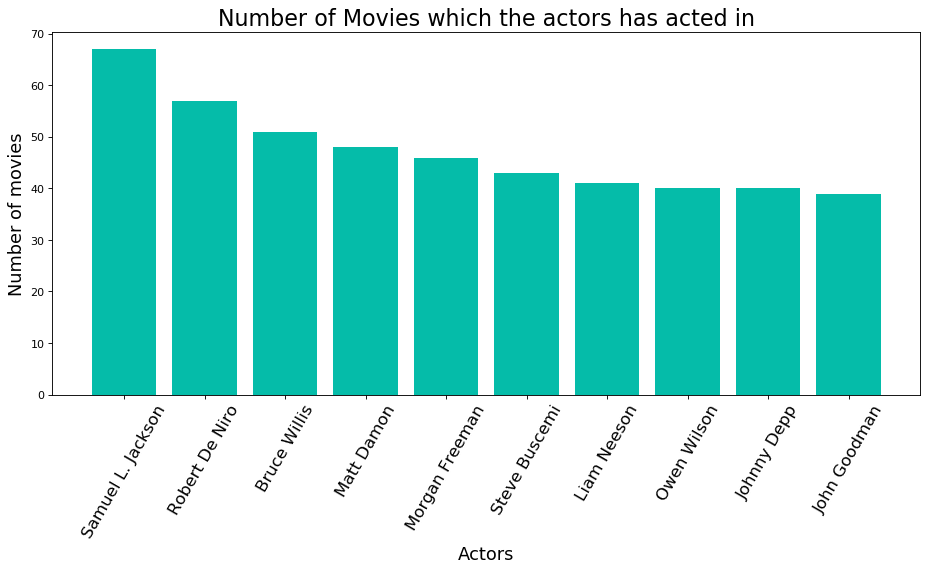 Number of Movies which the actors has acted in
Number of movies
70
60
50
40
30
20
10
0
Samuel L. Jackson
Robert De Niro
Bruce Willis
Matt Damon
Morgan Freeman
Steve Buscemi
Liam Neeson
Owen Wilson
Johnny Depp
John Goodman
Actors